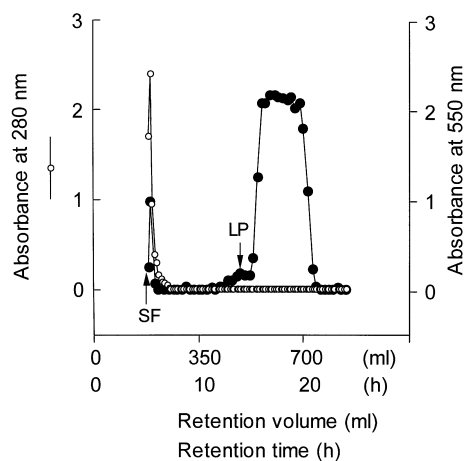 3
2
1
0
Absorbance at 280 nm
3
2
1
0
Absorbance at 550 nm
LP
SF
0 350 700 (ml)
0 10 20 (h)
Retention volume (ml)
Retention time (h)